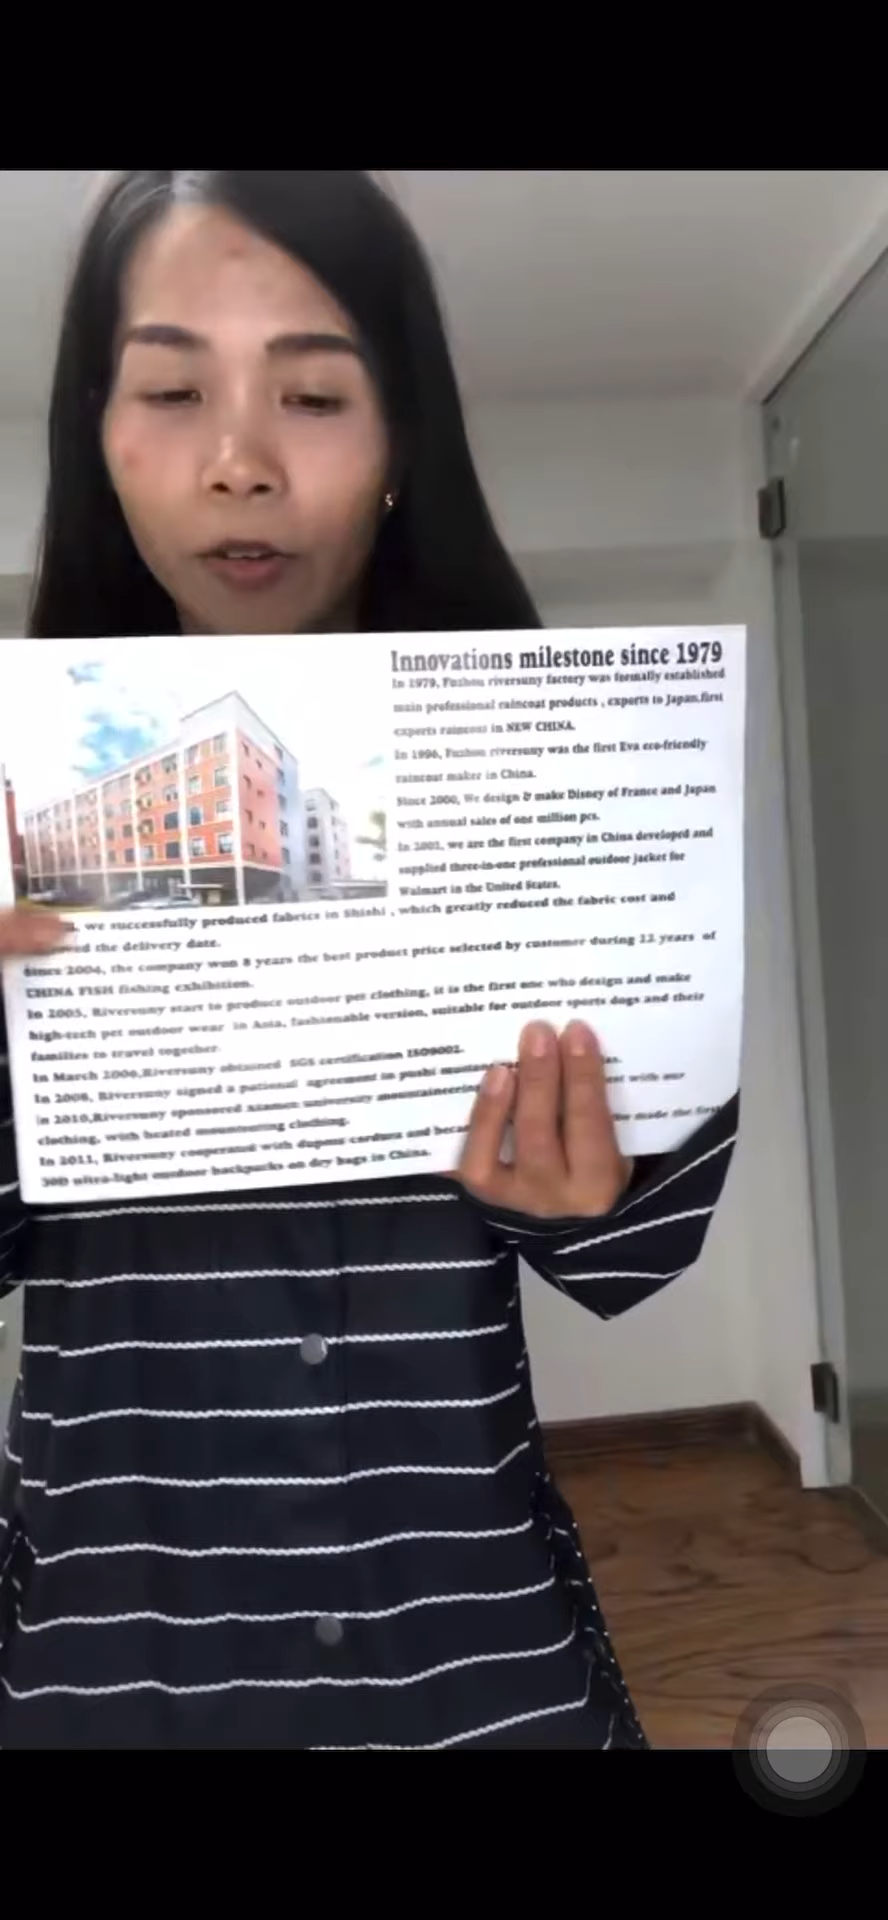 Innovations milestone since 1979
In 1979, Fuzhou riversuny factory was formally established
main professional raincoat products , exports to Japan.first
exports raincoat in NEW CHINA.
In 1996, Fuzhou riversuny was the first Eva eco-friendly
raincoat maker in China.
Since 2000, We design & make Disney of France and Japan
with annual sales of one million pcs.
In 2002, we are the first company in China developed and
supplied three-in-one professional outdoor jacket for
Walmart in the United States.
, we successfully produced fabrics in Shishi , which greatly reduced the fabric cost and
the delivery date.
Since 2004, the company won 8 years the best product price selected by customer during 12 years of
CHINA FISH fishing exhibition.
In 2005, Riversuny start to produce outdoor pet clothing, it is the first one who design and make
high-tech pet outdoor wear in Asia, fashionable version, suitable for outdoor sports dogs and their
families to travel together.
In March 2006,Riversuny obtained SGS certification ISO9002.
In 2008, Riversuny signed a agreement in
in 2010,Riversuny sponsored university mountaineering with our
clothing, with heated mountouring clothing.
In 2011, Riversuny cooperated with dupont cordura and made the first
30D ultra-light outdoor backpacks on dry bags in China.